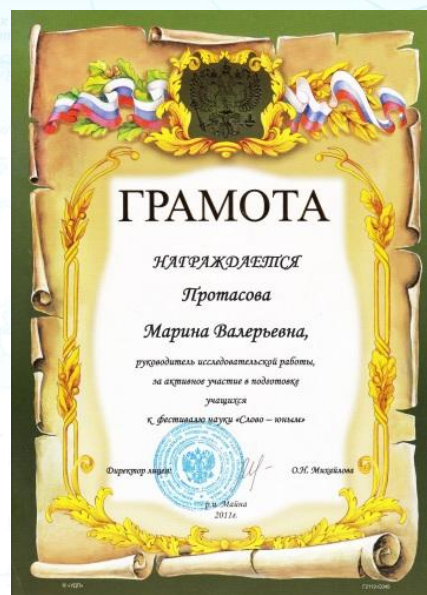 ГРАМОТА
НАГРАЖДАЕТСЯ
Протасова
Марина Валерьевна,
руководитель исследовательской работы,
за активное участие в подготовке
учащихся
к фестивалю науки «Слово – юным»
Директор лицея: О.Н. Михайлова
р.п. Майна
2011г.